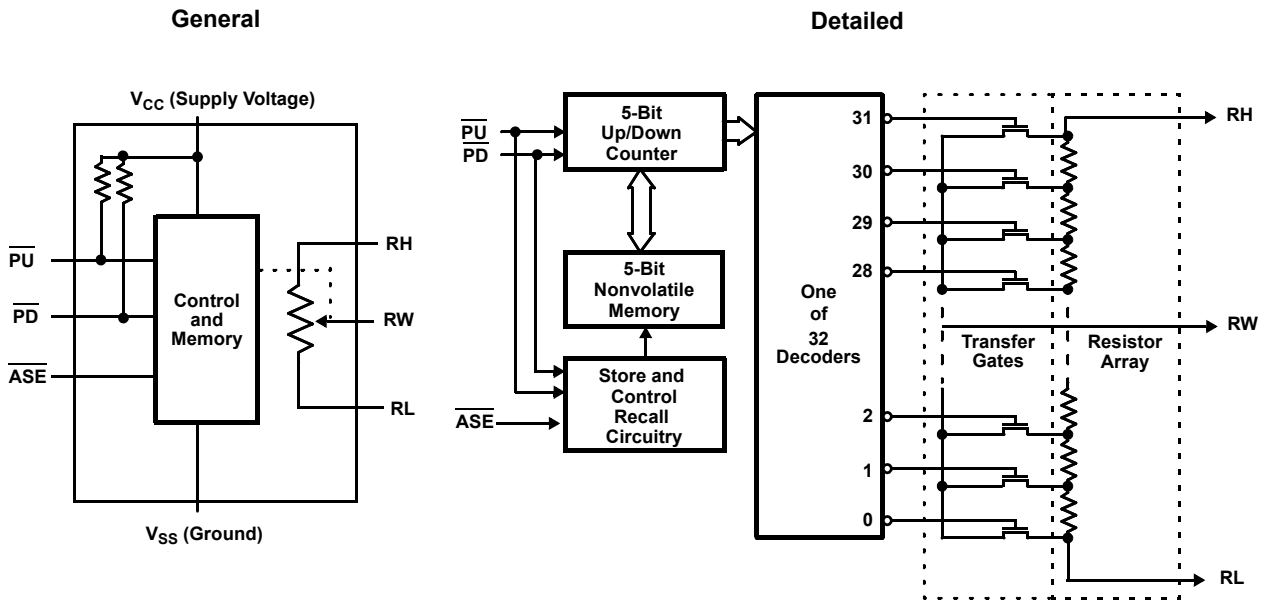 General
Detailed
VCC (Supply Voltage)
PU
PD
ASE
Control
and
Memory
RH
RW
RL
VSS (Ground)
PU
PD
ASE
5-Bit
Up/Down
Counter
5-Bit
Nonvolatile
Memory
Store and
Control
Recall
Circuitry
One
of
32
Decoders
31
30
29
28
2
1
0
Transfer
Gates
Resistor
Array
RH
RW
RL